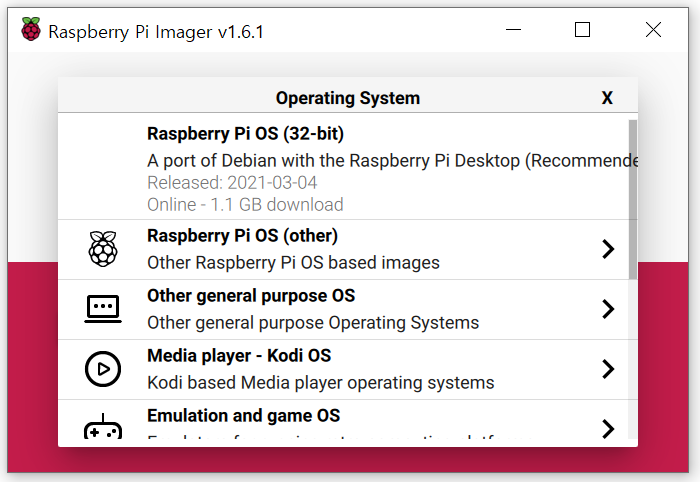 Raspberry Pi Imager v1.6.1
Operating System X
Raspberry Pi OS (32-bit)
A port of Debian with the Raspberry Pi Desktop (Recommende
Released: 2021-03-04
Online - 1.1 GB download
Raspberry Pi OS (other)
Other Raspberry Pi OS based images
Other general purpose OS
Other general purpose Operating Systems
Media player - Kodi OS
Kodi based Media player operating systems
Emulation and game OS